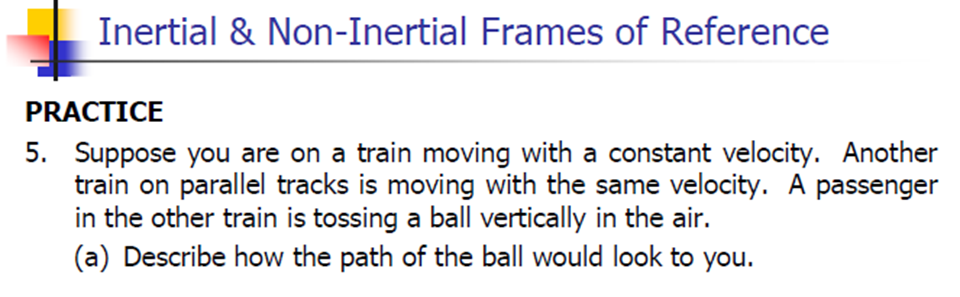 Inertial & Non-Inertial Frames of Reference
PRACTICE
5. Suppose you are on a train moving with a constant velocity. Another
train on parallel tracks is moving with the same velocity. A passenger
in the other train is tossing a ball vertically in the air.
(a) Describe how the path of the ball would look to you.